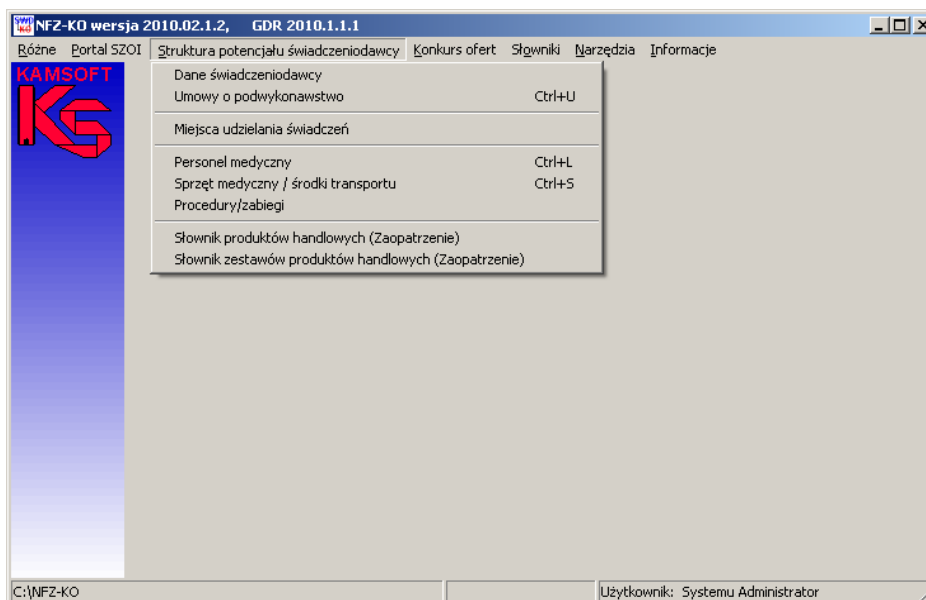 NFZ-KO wersja 2010.02.1.2, GDR 2010.1.1.1
Różne Portal SZOI Struktura potencjału świadczeniodawcy Konkurs ofert Słowniki Narzędzia Informacje
KAMSOFT
KS
Dane świadczeniodawcy
Umowy o podwykonawstwo Ctrl+U
Miejsca udzielania świadczeń
Personel medyczny Ctrl+L
Sprzęt medyczny / środki transportu Ctrl+S
Procedury/zabiegi
Słownik produktów handlowych (Zaopatrzenie)
Słownik zestawów produktów handlowych (Zaopatrzenie)
C:\NFZ-KO Użytkownik: Systemu Administrator